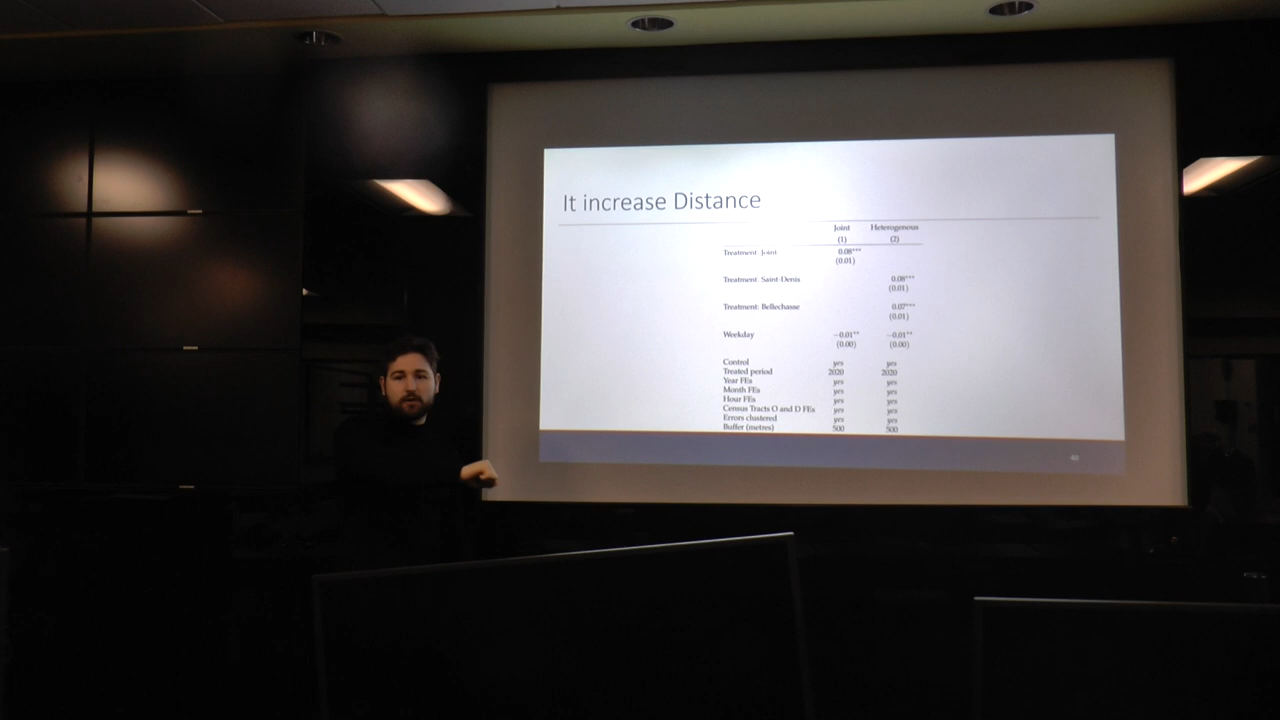 It increase Distance
Joint Heterogenous
(1) (2)
Treatment: Joint 0.08***
(0.01)
Treatment: Saint-Denis 0.08***
(0.01)
Treatment: Bellechasse 0.07***
(0.01)
Weekday −0.01** −0.01**
(0.00) (0.00)
Control yes yes
Treated period 2020 2020
Year FEs yes yes
Month FEs yes yes
Hour FEs yes yes
Census Tracts O and D FEs yes yes
Errors clustered yes yes
Buffer (metres) 500 500
40